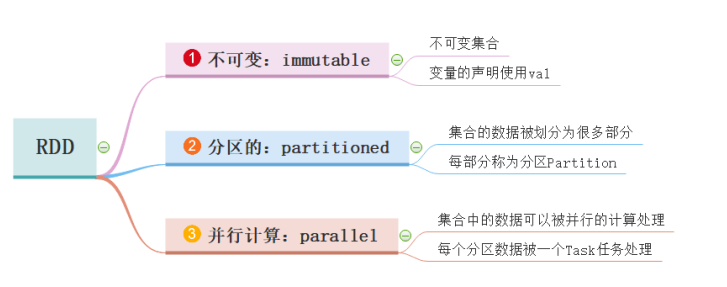 RDD
1 不可变：immutable
不可变集合
变量的声明使用val
2 分区的：partitioned
集合的数据被划分为很多部分
每部分称为分区Partition
3 并行计算：parallel
集合中的数据可以被并行的计算处理
每个分区数据被一个Task任务处理